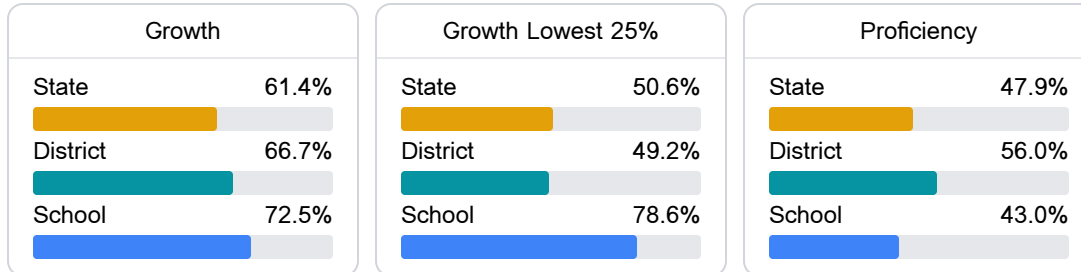 Growth
State 61.4%
District 66.7%
School 72.5%
Growth Lowest 25%
State 50.6%
District 49.2%
School 78.6%
Proficiency
State 47.9%
District 56.0%
School 43.0%